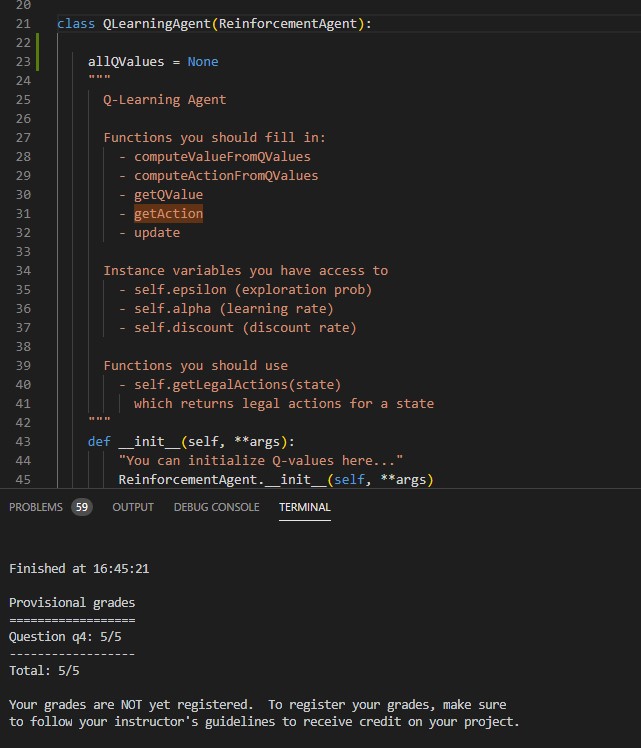 20
21 class QLearningAgent(ReinforcementAgent):
22
23 allQValues = None
24 """
25 Q-Learning Agent
26
27 Functions you should fill in:
28 - computeValueFromQValues
29 - computeActionFromQValues
30 - getQValue
31 - getAction
32 - update
33
34 Instance variables you have access to
35 - self.epsilon (exploration prob)
36 - self.alpha (learning rate)
37 - self.discount (discount rate)
38
39 Functions you should use
40 - self.getLegalActions(state)
41 which returns legal actions for a state
42 """
43 def __init__(self, **args):
44 "You can initialize Q-values here..."
45 ReinforcementAgent.__init__(self, **args)
PROBLEMS 59 OUTPUT DEBUG CONSOLE TERMINAL
Finished at 16:45:21
Provisional grades
==================
Question q4: 5/5
------------------
Total: 5/5
Your grades are NOT yet registered. To register your grades, make sure
to follow your instructor's guidelines to receive credit on your project.